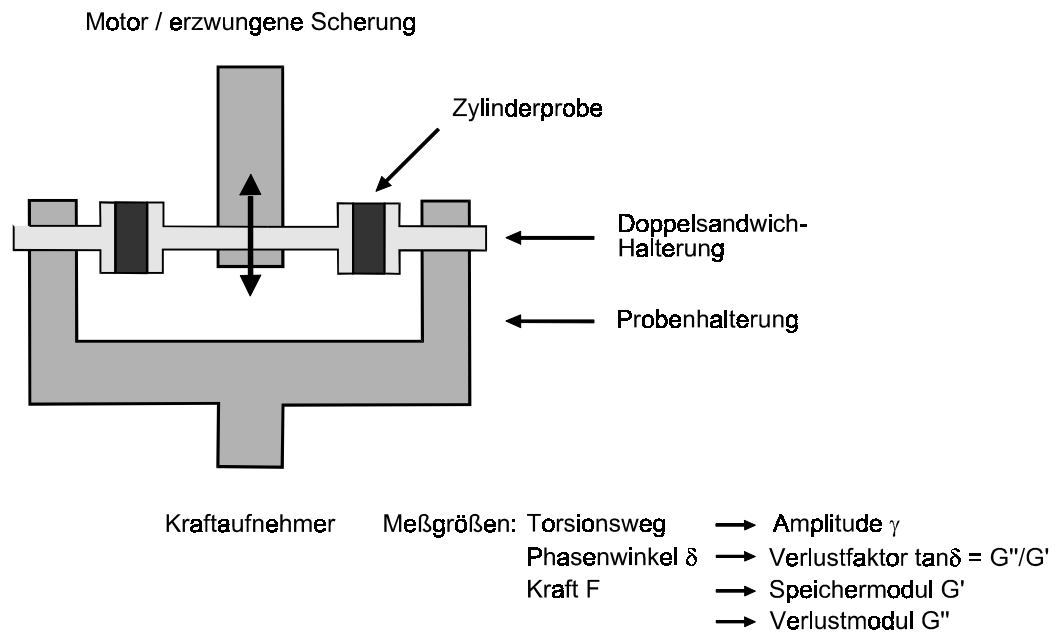 Motor / erzwungene Scherung
Zylinderprobe
Doppelsandwich-
Halterung
Probenhalterung
Kraftaufnehmer
Meßgrößen: Torsionsweg → Amplitude γ
Phasenwinkel δ → Verlustfaktor tanδ = G"/G'
Kraft F → Speichermodul G'
→ Verlustmodul G"